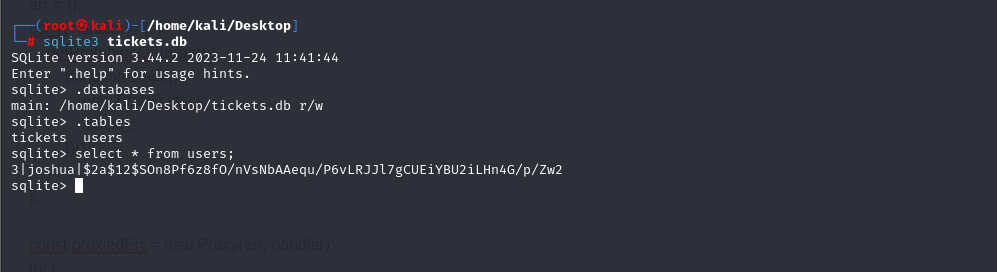 err = {};
┌──(root㉿kali)-[/home/kali/Desktop]
└─# sqlite3 tickets.db
SQLite version 3.44.2 2023-11-24 11:41:44
Enter ".help" for usage hints.
sqlite> .databases
main: /home/kali/Desktop/tickets.db r/w
sqlite> .tables
tickets  users
sqlite> select * from users;
3|joshua|$2a$12$SOn8Pf6z8fO/nVsNbAAequ/P6vLRJJl7gCUEiYBU2iLHn4G/p/Zw2
sqlite>
};
const proxiedErr = new Proxy(err, handler);
try {